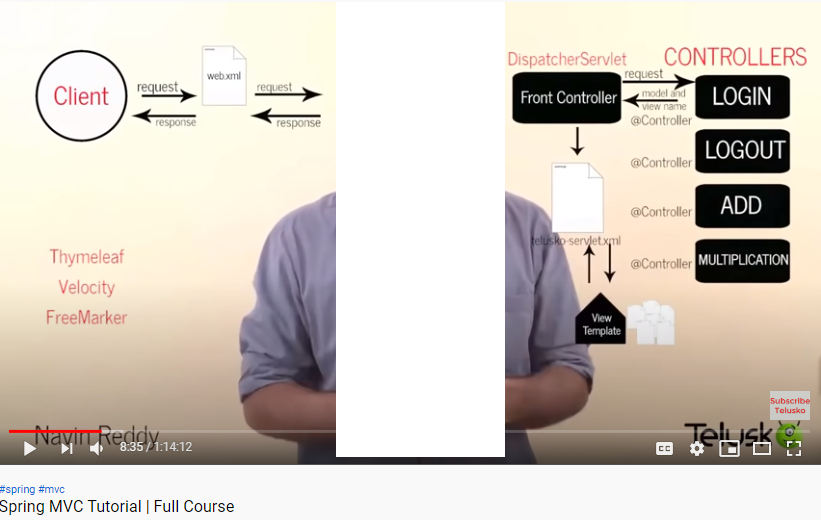 DispatcherServlet
CONTROLLERS
Client
request
response
web.xml
request
response
Front Controller
request
model and
view name
@Controller
LOGIN
@Controller
LOGOUT
@Controller
ADD
@Controller
MULTIPLICATION
telusko-servlet.xml
View
Template
Thymeleaf
Velocity
FreeMarker
Subscribe
Telusko
Navin Reddy
Telusk
8:35 / 1:14:12
CC
#spring #mvc
Spring MVC Tutorial | Full Course